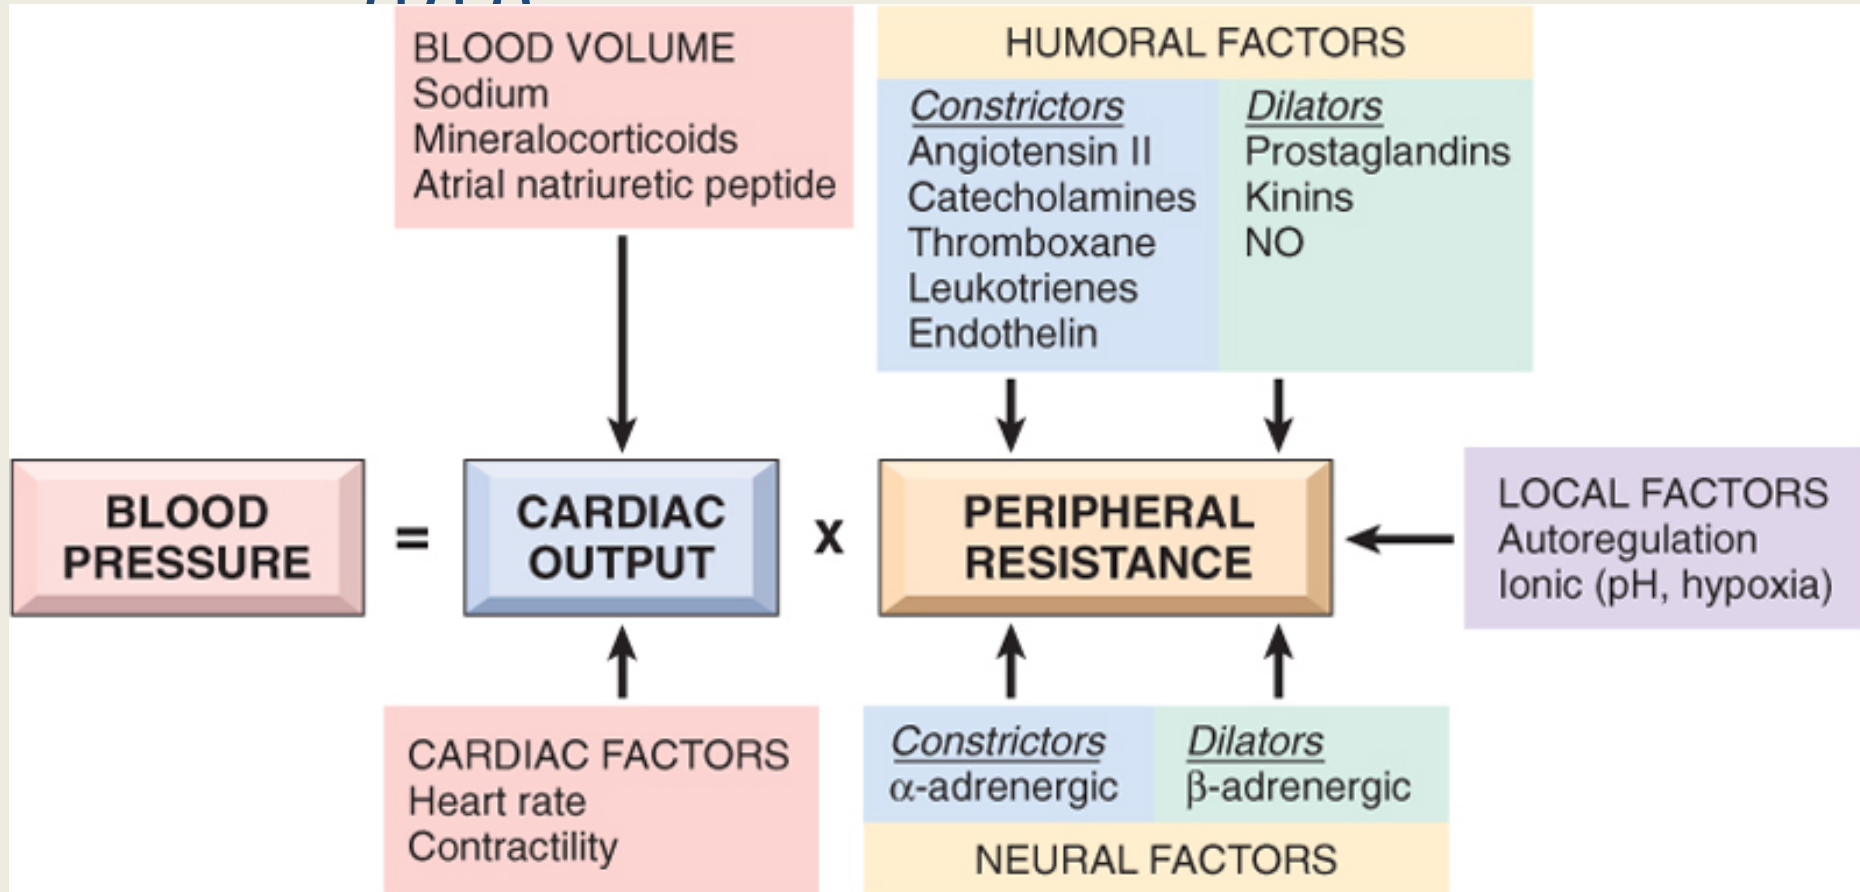 BLOOD VOLUME
Sodium
Mineralocorticoids
Atrial natriuretic peptide
HUMORAL FACTORS
Constrictors
Angiotensin II
Catecholamines
Thromboxane
Leukotrienes
Endothelin
Dilators
Prostaglandins
Kinins
NO
BLOOD
PRESSURE
=
CARDIAC
OUTPUT
x
PERIPHERAL
RESISTANCE
LOCAL FACTORS
Autoregulation
Ionic (pH, hypoxia)
CARDIAC FACTORS
Heart rate
Contractility
Constrictors
α-adrenergic
Dilators
β-adrenergic
NEURAL FACTORS